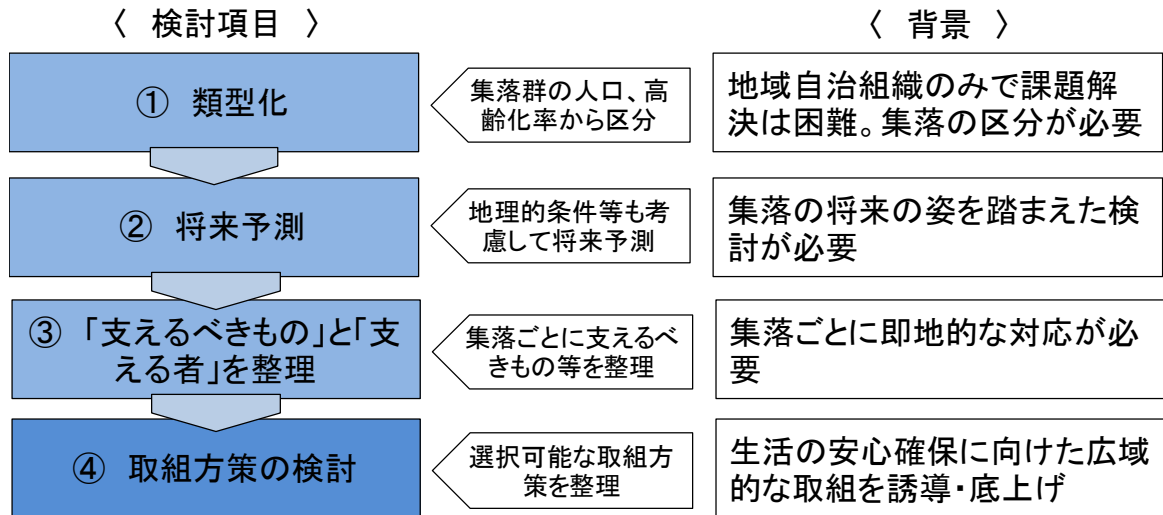 〈 検討項目 〉
〈 背景 〉
① 類型化
集落群の人口、高
齢化率から区分
地域自治組織のみで課題解
決は困難。集落の区分が必要
② 将来予測
地理的条件等も考
慮して将来予測
集落の将来の姿を踏まえた検
討が必要
③ 「支えるべきもの」と「支
える者」を整理
集落ごとに支えるべ
きもの等を整理
集落ごとに即地的な対応が必
要
④ 取組方策の検討
選択可能な取組方
策を整理
生活の安心確保に向けた広域
的な取組を誘導・底上げ